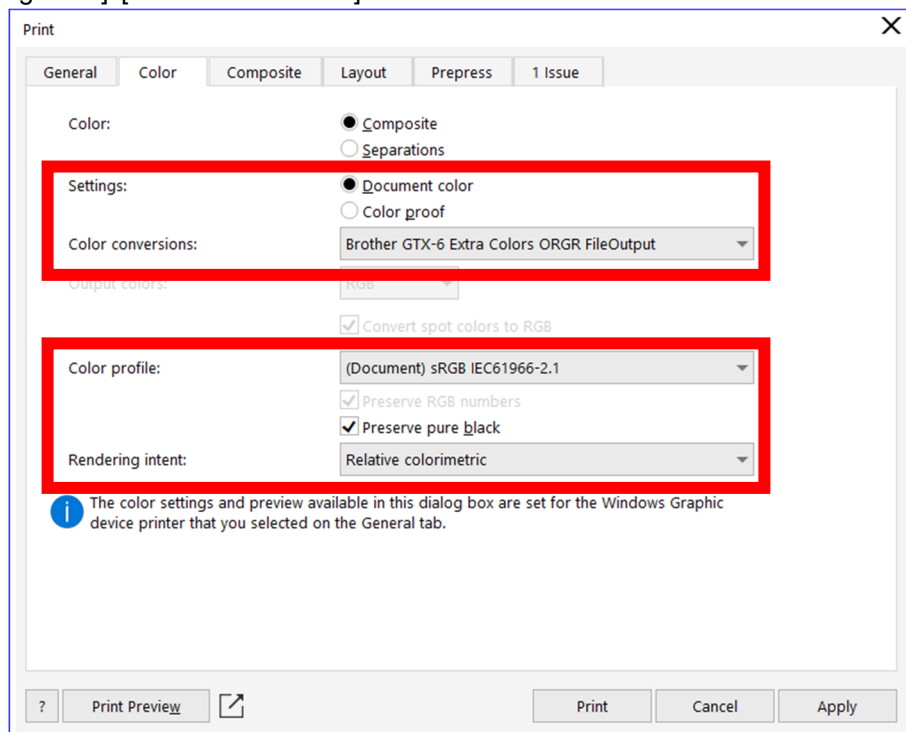 Print
General Color Composite Layout Prepress 1 Issue
Color: Composite
Separations
Settings: Document color
Color proof
Color conversions: Brother GTX-6 Extra Colors ORGR FileOutput
Output colors: RGB
Convert spot colors to RGB
Color profile: (Document) sRGB IEC61966-2.1
Preserve RGB numbers
Preserve pure black
Rendering intent: Relative colorimetric
i The color settings and preview available in this dialog box are set for the Windows Graphic
device printer that you selected on the General tab.
? Print Preview Print Cancel Apply